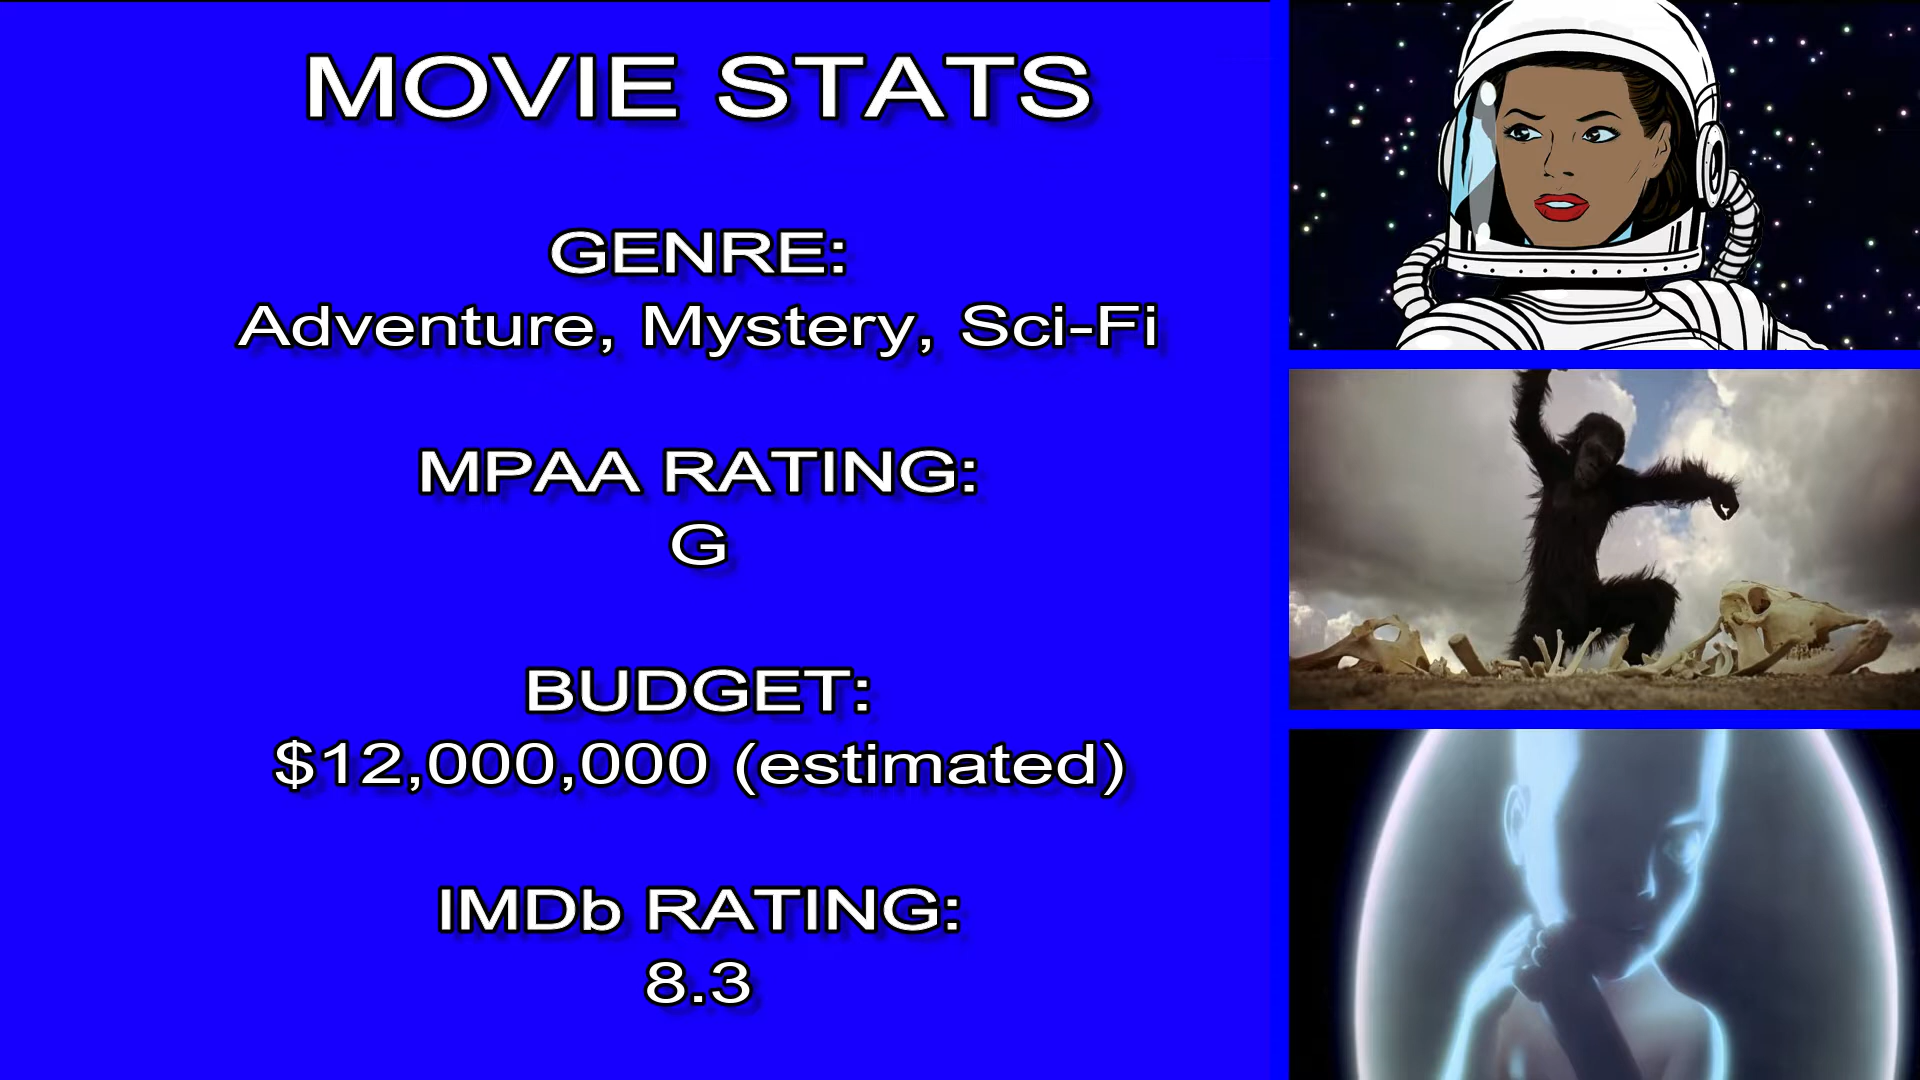 MOVIE STATS
GENRE:
Adventure, Mystery, Sci-Fi
MPAA RATING:
G
BUDGET:
$12,000,000 (estimated)
IMDb RATING:
8.3